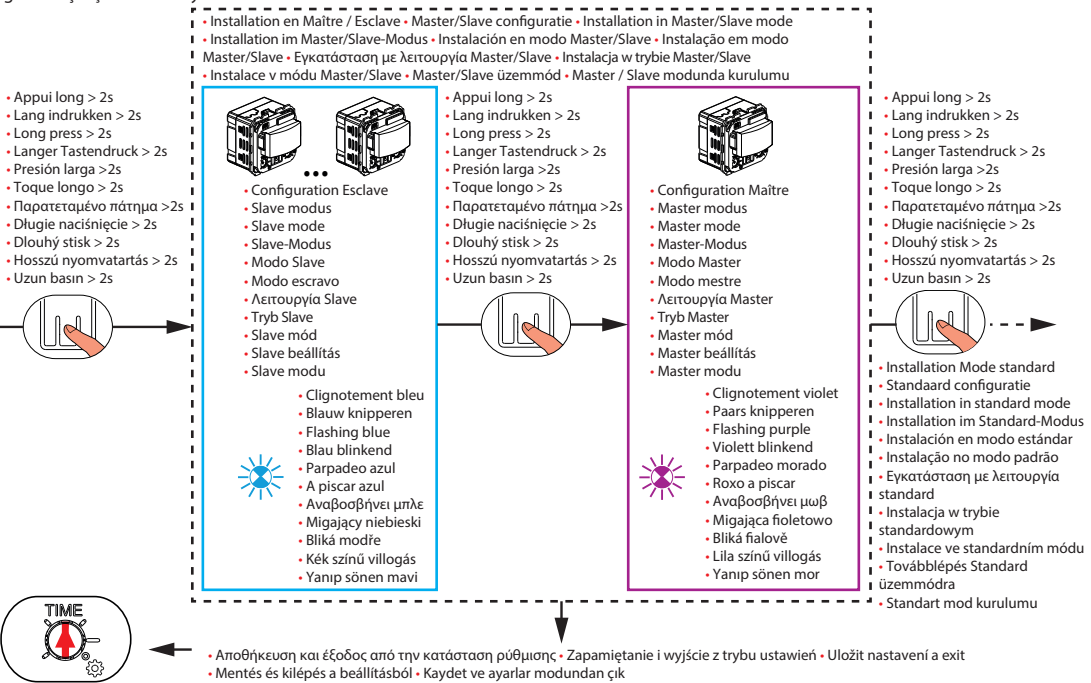 • Installation en Maître / Esclave • Master/Slave configuratie • Installation in Master/Slave mode
• Installation im Master/Slave-Modus • Instalación en modo Master/Slave • Instalação em modo
Master/Slave • Εγκατάσταση με λειτουργία Master/Slave • Instalacja w trybie Master/Slave
• Instalace v módu Master/Slave • Master/Slave üzemmód • Master / Slave modunda kurulumu
• Appui long > 2s
• Lang indrukken > 2s
• Long press > 2s
• Langer Tastendruck > 2s
• Presión larga >2s
• Toque longo > 2s
• Παρατεταμένο πάτημα >2s
• Długie naciśnięcie > 2s
• Dlouhý stisk > 2s
• Hosszú nyomvatartás > 2s
• Uzun basın > 2s
...
• Configuration Esclave
• Slave modus
• Slave mode
• Slave-Modus
• Modo Slave
• Modo escravo
• Λειτουργία Slave
• Tryb Slave
• Slave mód
• Slave beállítás
• Slave modu
• Clignotement bleu
• Blauw knipperen
• Flashing blue
• Blau blinkend
• Parpadeo azul
• A piscar azul
• Αναβοσβήνει μπλε
• Migający niebieski
• Bliká modře
• Kék színű villogás
• Yanıp sönen mavi
• Appui long > 2s
• Lang indrukken > 2s
• Long press > 2s
• Langer Tastendruck > 2s
• Presión larga >2s
• Toque longo > 2s
• Παρατεταμένο πάτημα >2s
• Długie naciśnięcie > 2s
• Dlouhý stisk > 2s
• Hosszú nyomvatartás > 2s
• Uzun basın > 2s
• Configuration Maître
• Master modus
• Master mode
• Master-Modus
• Modo Master
• Modo mestre
• Λειτουργία Master
• Tryb Master
• Master mód
• Master beállítás
• Master modu
• Clignotement violet
• Paars knipperen
• Flashing purple
• Violett blinkend
• Parpadeo morado
• Roxo a piscar
• Αναβοσβήνει μωβ
• Migająca fioletowo
• Bliká fialově
• Lila színű villogás
• Yanıp sönen mor
• Appui long > 2s
• Lang indrukken > 2s
• Long press > 2s
• Langer Tastendruck > 2s
• Presión larga >2s
• Toque longo > 2s
• Παρατεταμένο πάτημα >2s
• Długie naciśnięcie > 2s
• Dlouhý stisk > 2s
• Hosszú nyomvatartás > 2s
• Uzun basın > 2s
• Installation Mode standard
• Standaard configuratie
• Installation in standard mode
• Installation im Standard-Modus
• Instalación en modo estándar
• Instalação no modo padrão
• Εγκατάσταση με λειτουργία
standard
• Instalacja w trybie
standardowym
• Instalace ve standardním módu
• Továbblépés Standard
üzemmódra
• Standart mod kurulumu
TIME
• Αποθήκευση και έξοδος από την κατάσταση ρύθμισης • Zapamiętanie i wyjście z trybu ustawień • Uložit nastavení a exit
• Mentés és kilépés a beállításból • Kaydet ve ayarlar modundan çık